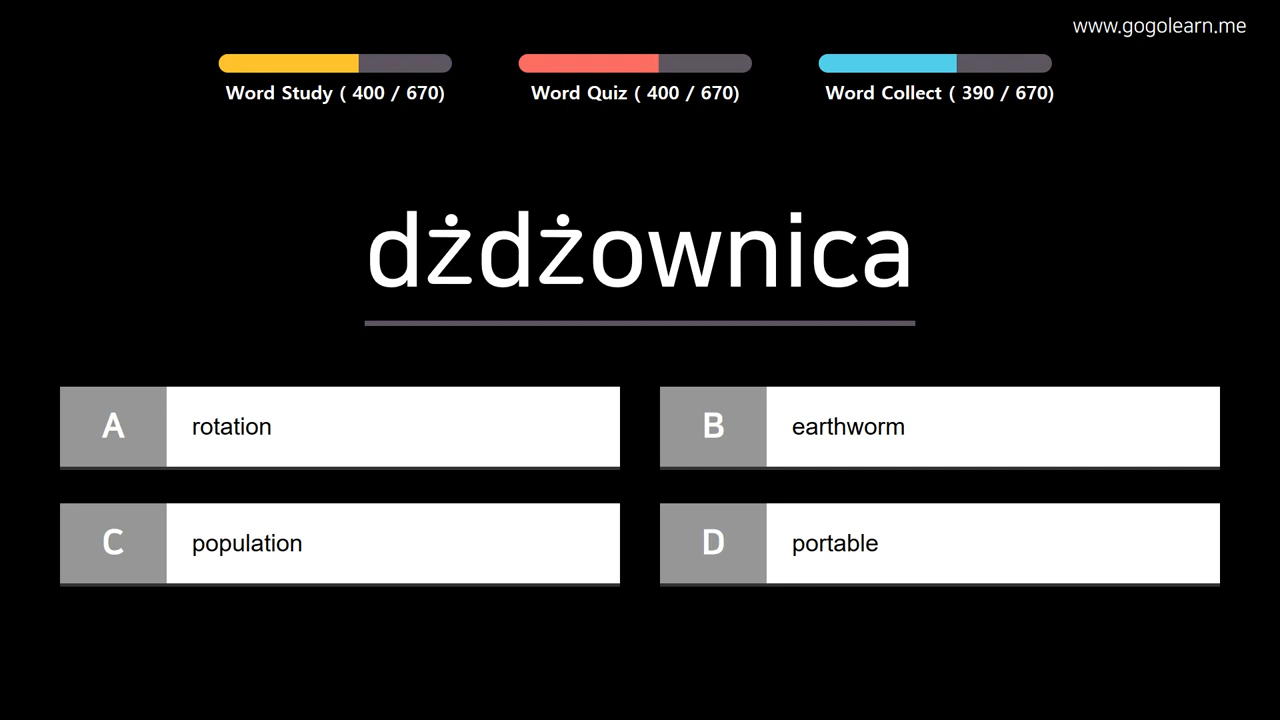 www.gogolearn.me
Word Study ( 400 / 670)
Word Quiz ( 400 / 670)
Word Collect ( 390 / 670)
dżdżownica
A rotation
B earthworm
C population
D portable